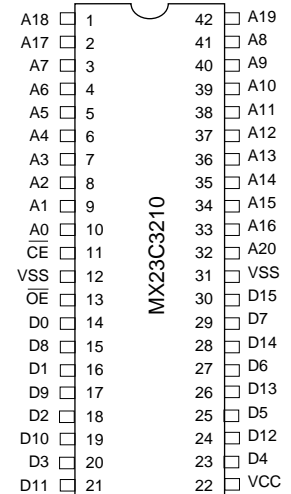 A18 1 42 A19
A17 2 41 A8
A7 3 40 A9
A6 4 39 A10
A5 5 38 A11
A4 6 37 A12
A3 7 36 A13
A2 8 35 A14
A1 9 34 A15
A0 10 33 A16
CE 11 32 A20
VSS 12 31 VSS
OE 13 30 D15
D0 14 29 D7
D8 15 28 D14
D1 16 27 D6
D9 17 26 D13
D2 18 25 D5
D10 19 24 D12
D3 20 23 D4
D11 21 22 VCC
MX23C3210